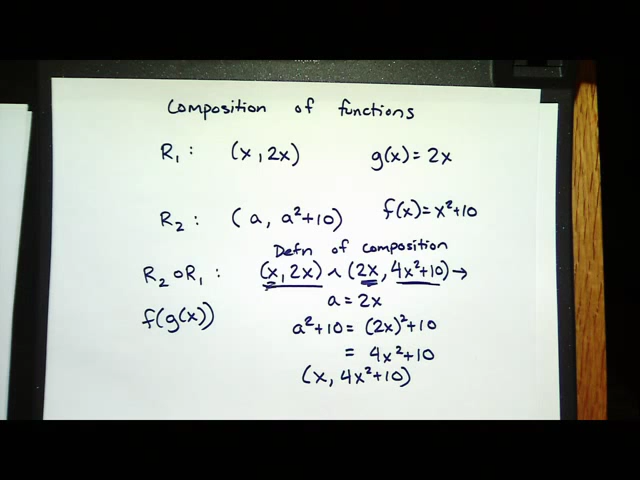 Composition of functions
R₁ : (x, 2x) g(x) = 2x
R₂ : (a, a²+10) f(x) = x²+10
Defn of composition
R₂∘R₁ : (x, 2x) ∧ (2x, 4x²+10) →
a = 2x
f(g(x))
a²+10 = (2x)²+10
= 4x²+10
(x, 4x²+10)